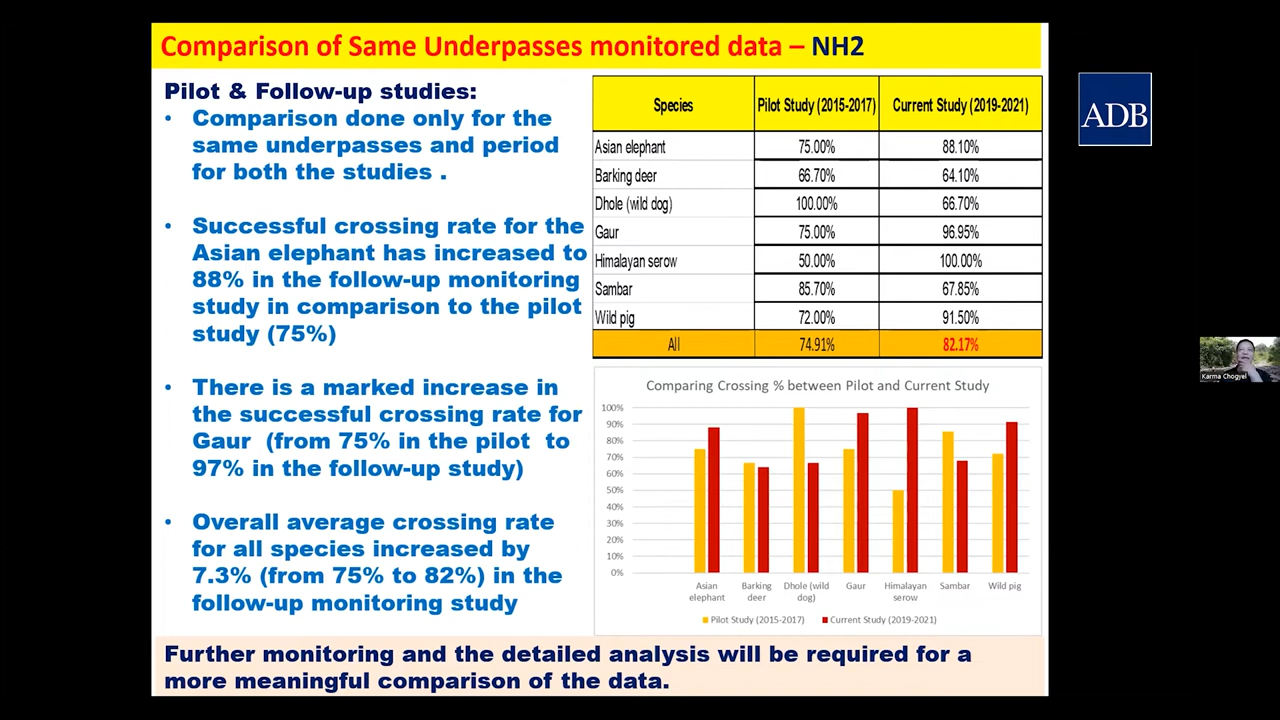 Comparison of Same Underpasses monitored data – NH2
Pilot & Follow-up studies:
• Comparison done only for the
same underpasses and period
for both the studies .
• Successful crossing rate for the
Asian elephant has increased to
88% in the follow-up monitoring
study in comparison to the pilot
study (75%)
• There is a marked increase in
the successful crossing rate for
Gaur (from 75% in the pilot to
97% in the follow-up study)
• Overall average crossing rate
for all species increased by
7.3% (from 75% to 82%) in the
follow-up monitoring study
Species Pilot Study (2015-2017) Current Study (2019-2021)
Asian elephant 75.00% 88.10%
Barking deer 66.70% 64.10%
Dhole (wild dog) 100.00% 66.70%
Gaur 75.00% 96.95%
Himalayan serow 50.00% 100.00%
Sambar 85.70% 67.85%
Wild pig 72.00% 91.50%
All 74.91% 82.17%
Comparing Crossing % between Pilot and Current Study
100%
90%
80%
70%
60%
50%
40%
30%
20%
10%
0%
Asian Barking Dhole (wild Gaur Himalayan Sambar Wild pig
elephant deer dog) serow
Pilot Study (2015-2017) Current Study (2019-2021)
Further monitoring and the detailed analysis will be required for a
more meaningful comparison of the data.
ADB
Karma Chogyel